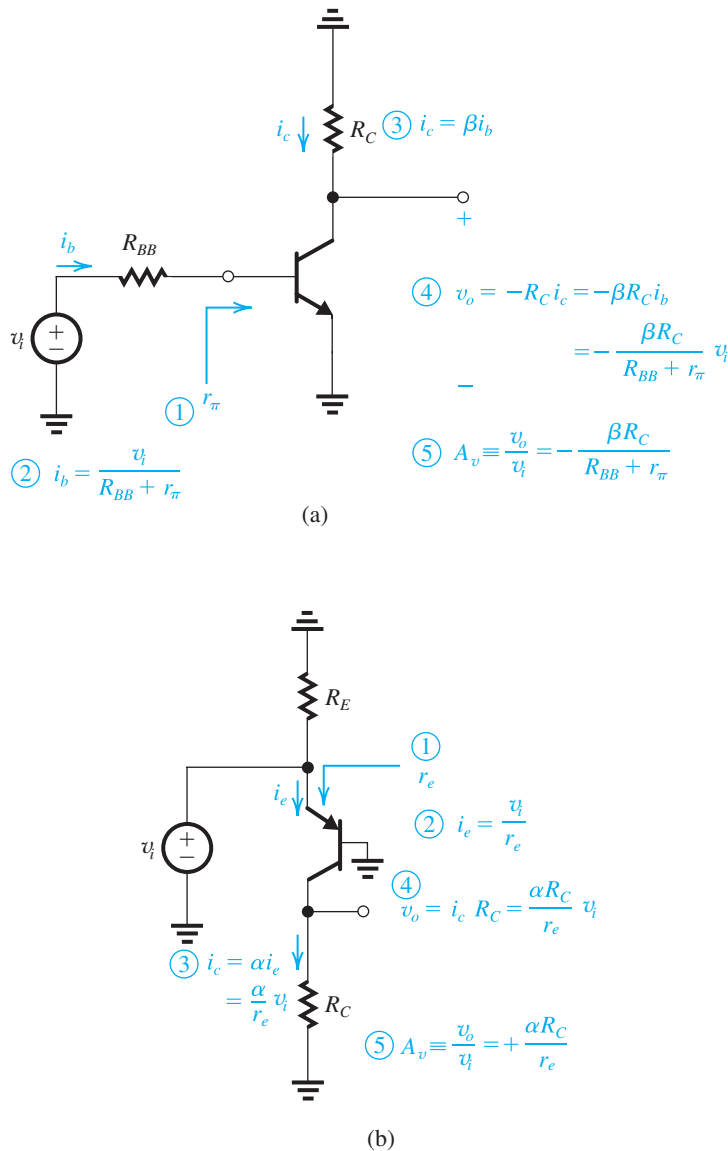 i_c R_C ③ i_c = βi_b
+
i_b R_BB
④ v_o = −R_C i_c = −βR_C i_b
v_i + −
= − βR_C / (R_BB + r_π) v_i
−
① r_π
② i_b = v_i / (R_BB + r_π)
⑤ A_v ≡ v_o / v_i = − βR_C / (R_BB + r_π)
(a)
R_E
①
r_e
i_e
② i_e = v_i / r_e
v_i + −
④
v_o = i_c R_C = αR_C / r_e v_i
③ i_c = αi_e
= α / r_e v_i
R_C
⑤ A_v ≡ v_o / v_i = + αR_C / r_e
(b)